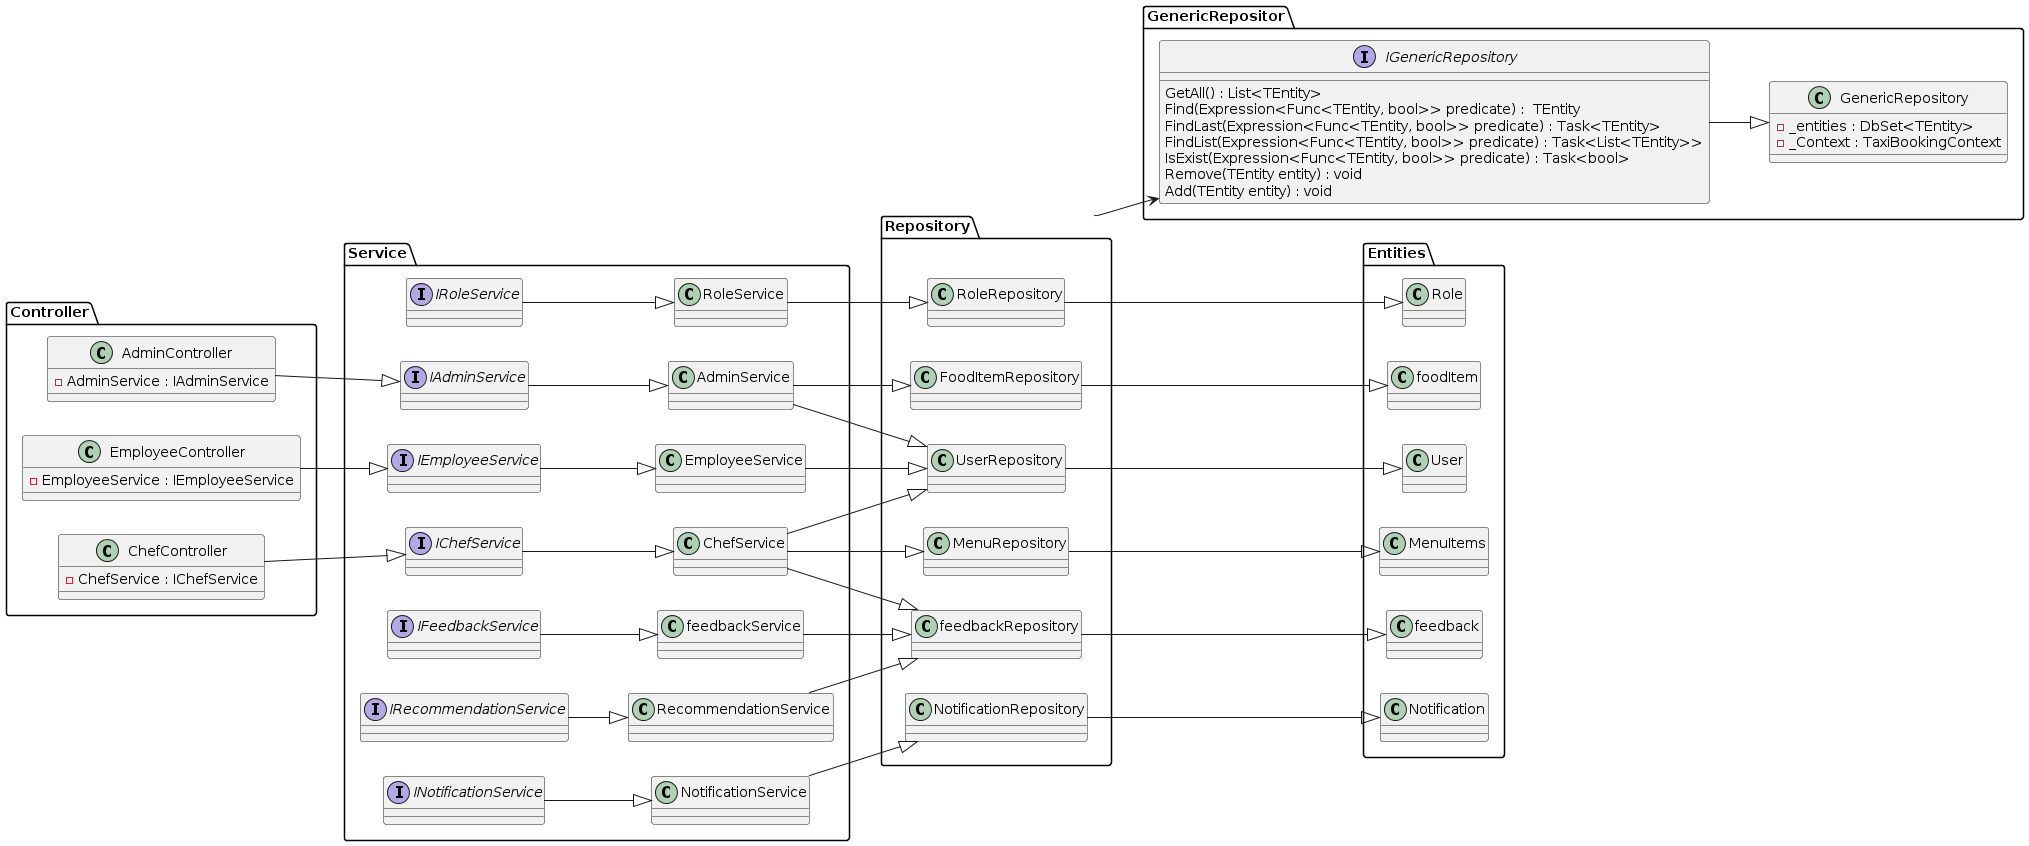 GenericRepositor
I IGenericRepository
GetAll() : List<TEntity>
Find(Expression<Func<TEntity, bool>> predicate) :  TEntity
FindLast(Expression<Func<TEntity, bool>> predicate) : Task<TEntity>
FindList(Expression<Func<TEntity, bool>> predicate) : Task<List<TEntity>>
IsExist(Expression<Func<TEntity, bool>> predicate) : Task<bool>
Remove(TEntity entity) : void
Add(TEntity entity) : void
C GenericRepository
_entities : DbSet<TEntity>
_Context : TaxiBookingContext
Controller
C AdminController
AdminService : IAdminService
C EmployeeController
EmployeeService : IEmployeeService
C ChefController
ChefService : IChefService
Service
I IRoleService
C RoleService
I IAdminService
C AdminService
I IEmployeeService
C EmployeeService
I IChefService
C ChefService
I IFeedbackService
C feedbackService
I IRecommendationService
C RecommendationService
I INotificationService
C NotificationService
Repository
C RoleRepository
C FoodItemRepository
C UserRepository
C MenuRepository
C feedbackRepository
C NotificationRepository
Entities
C Role
C foodItem
C User
C MenuItems
C feedback
C Notification